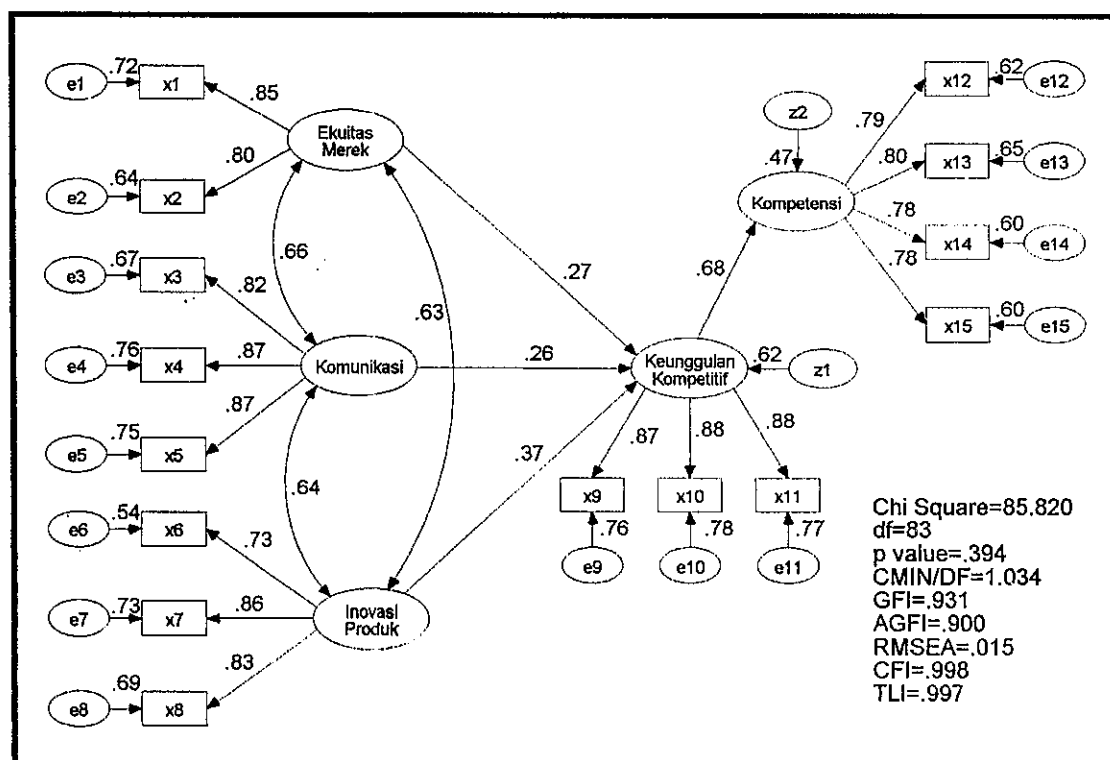 e1
.72
x1
.85
Ekuitas
Merek
e2
.64
x2
.80
e3
.67
x3
.82
.66
.63
.27
e4
.76
x4
.87
Komunikasi
.26
e5
.75
x5
.87
.64
.37
e6
.54
x6
.73
e7
.73
x7
.86
Inovasi
Produk
e8
.69
x8
.83
z2
.47
Kompetensi
.68
.79
x12
.62
e12
.80
x13
.65
e13
.78
x14
.60
e14
.78
x15
.60
e15
Keunggulan
Kompetitif
.62
z1
.87
.88
.88
x9
x10
x11
.76
.78
.77
e9
e10
e11
Chi Square=85.820
df=83
p value=.394
CMIN/DF=1.034
GFI=.931
AGFI=.900
RMSEA=.015
CFI=.998
TLI=.997